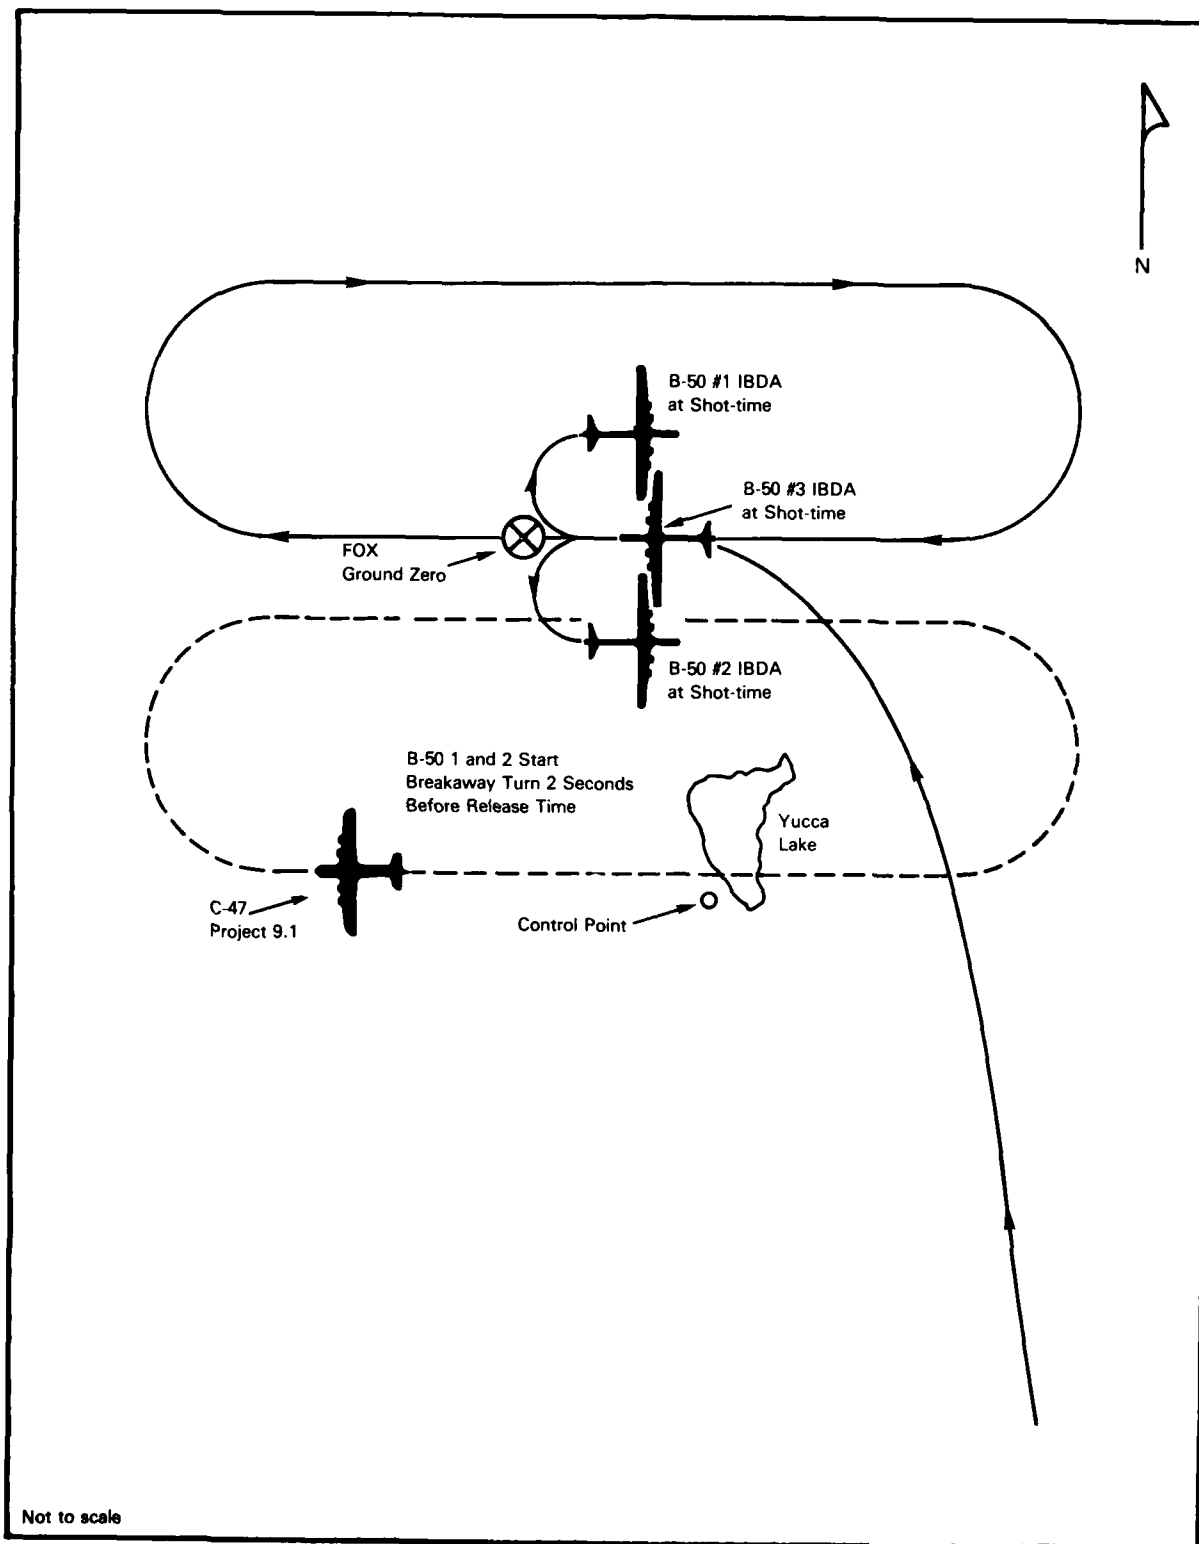 N
B-50 #1 IBDA
at Shot-time
B-50 #3 IBDA
at Shot-time
FOX
Ground Zero
B-50 #2 IBDA
at Shot-time
B-50 1 and 2 Start
Breakaway Turn 2 Seconds
Before Release Time
Yucca
Lake
C-47
Project 9.1
Control Point
Not to scale